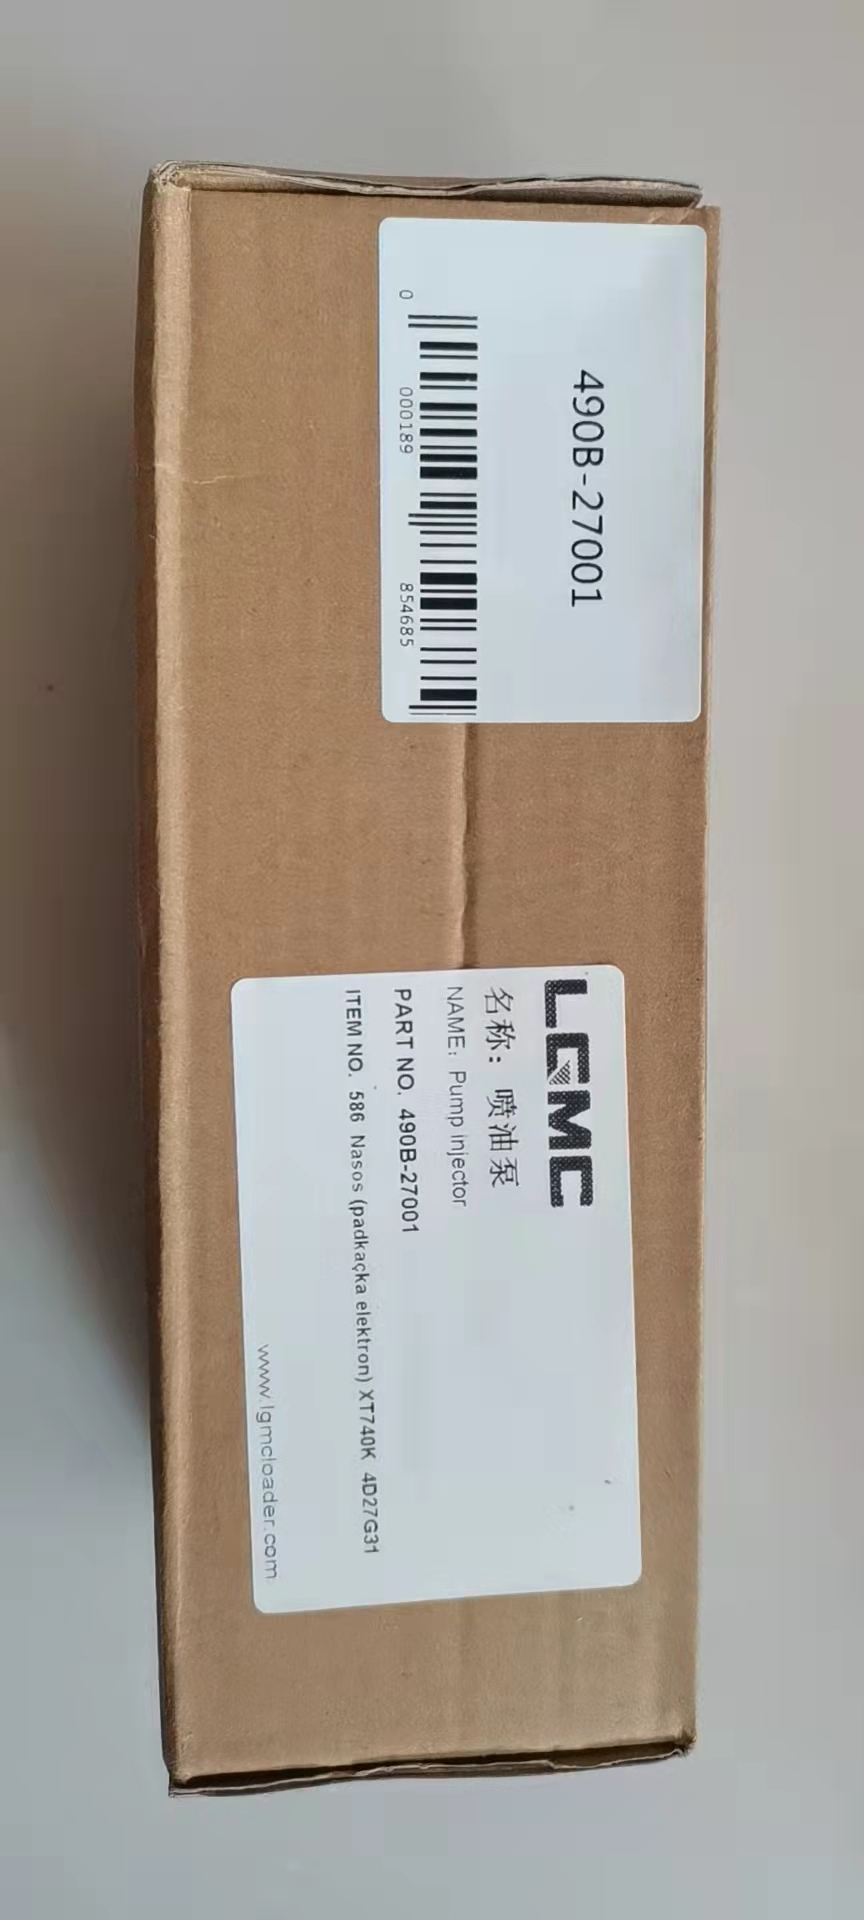 490B-27001
0 000189 854685
LGMC
名称：喷油泵
NAME: Pump injector
PART NO. 490B-27001
ITEM NO. 586 Nasos (padkaçka elektron) XT740K 4D27G31
www.lgmcloader.com